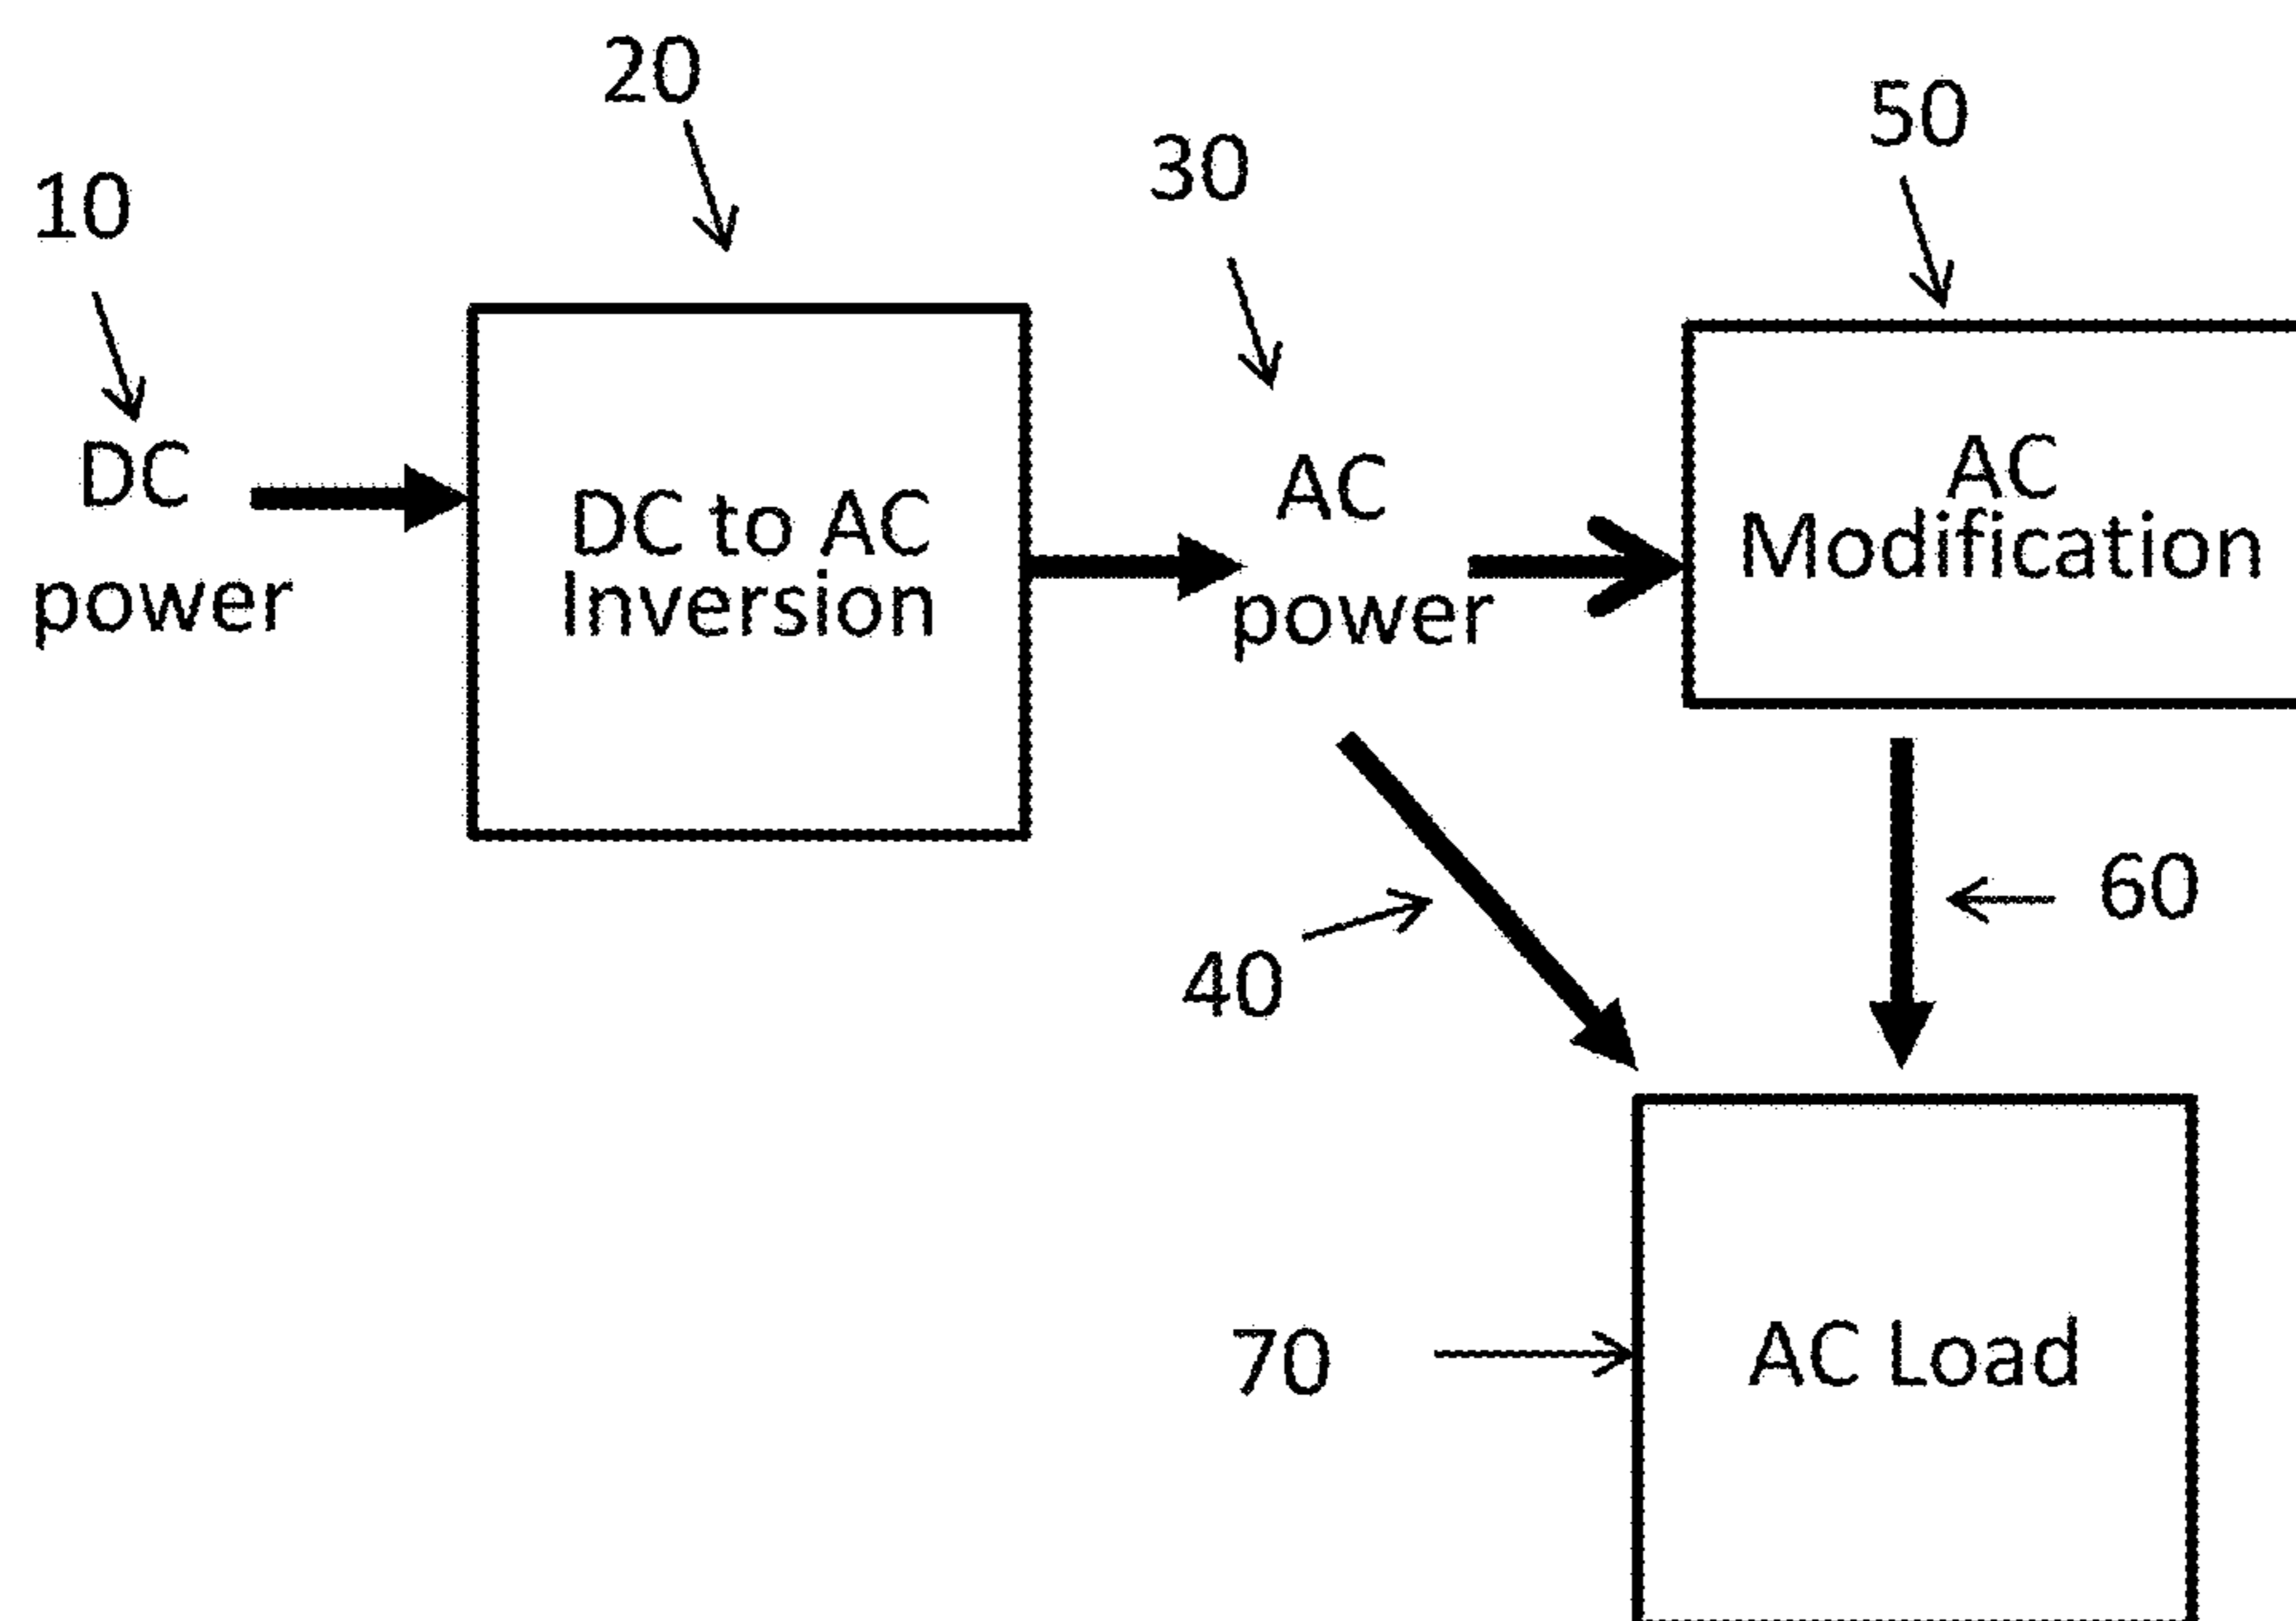 20
50
30
10
DC
power
DC to AC
Inversion
AC
power
AC
Modification
40
60
70
AC Load